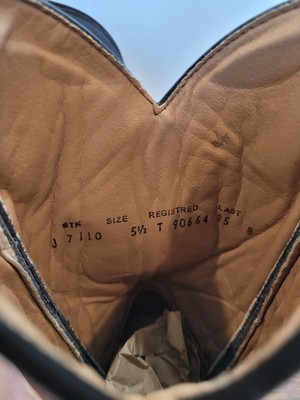 STK SIZE REGISTRED LAST
J 7110 5½ T 90664 25 B